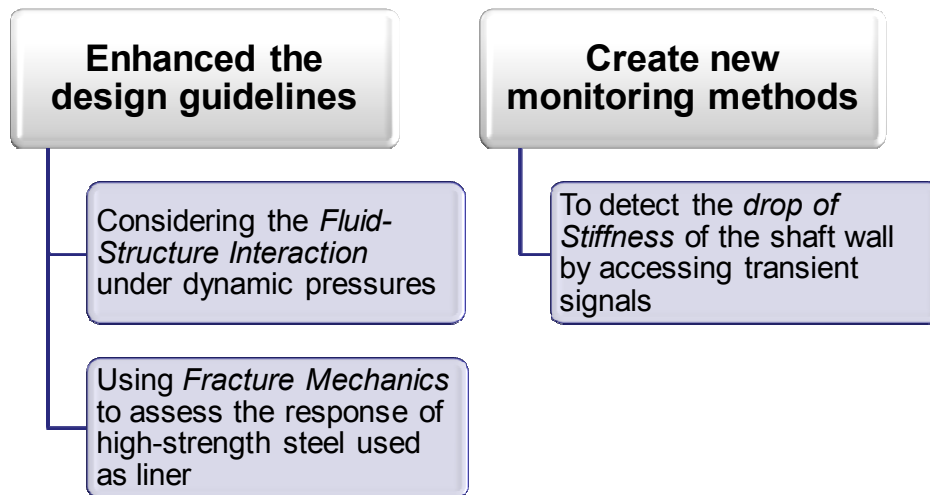 Enhanced the
design guidelines
Considering the Fluid-
Structure Interaction
under dynamic pressures
Using Fracture Mechanics
to assess the response of
high-strength steel used
as liner
Create new
monitoring methods
To detect the drop of
Stiffness of the shaft wall
by accessing transient
signals